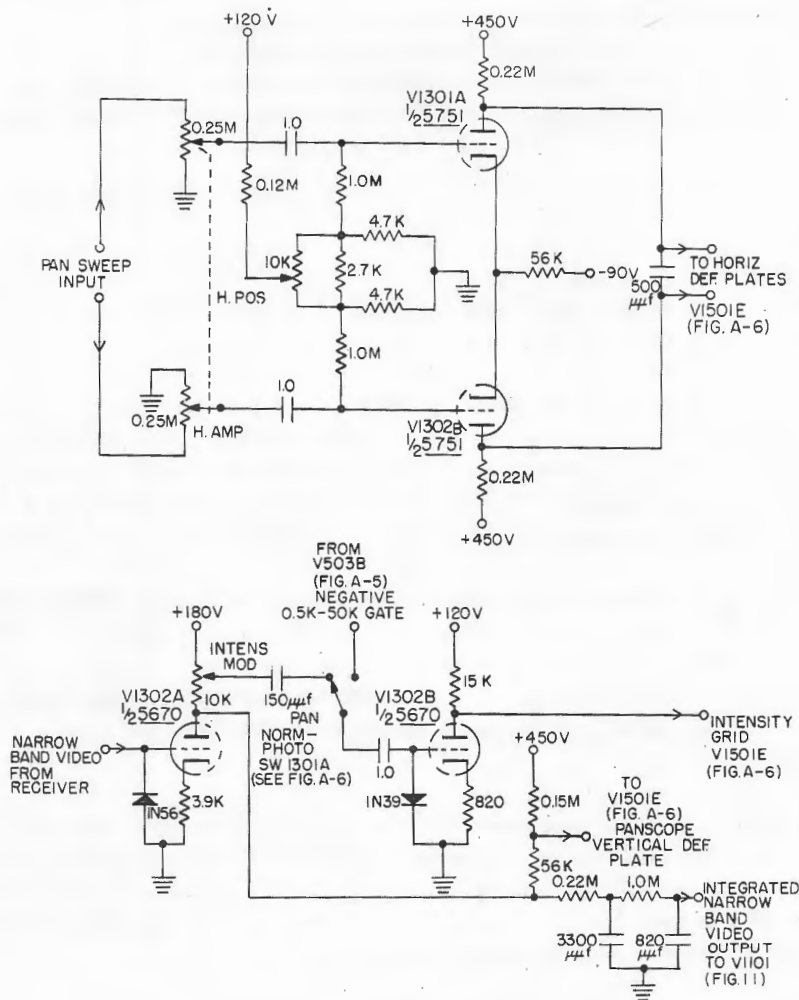 +120 V
+450V
0.22M
V1301A
1/2 5751
0.25M
1.0
0.12M
1.0M
4.7K
10K
2.7K
56K
-90V
TO HORIZ
DEF. PLATES
500
μμf
V1501E
(FIG. A-6)
PAN SWEEP
INPUT
H. POS
4.7K
1.0M
1.0
0.25M
H. AMP
V1302B
1/2 5751
0.22M
+450V
FROM
V503B
(FIG. A-5)
NEGATIVE
0.5K-50K GATE
+180V
+120V
INTENS
MOD
15 K
10K
150μμf
V1302A
1/2 5670
PAN
NORM-
PHOTO
SW 1301A
(SEE FIG. A-6)
V1302B
1/2 5670
1.0
INTENSITY
GRID
V1501E
(FIG. A-6)
NARROW
BAND VIDEO
FROM
RECEIVER
1N56
3.9K
1N39
820
+450V
0.15M
TO
V1501E
(FIG. A-6)
PANSCOPE
VERTICAL DEF.
PLATE
56K
0.22M
1.0M
INTEGRATED
NARROW
BAND
VIDEO
OUTPUT
TO V1101
(FIG. 11)
3300
μμf
820
μμf